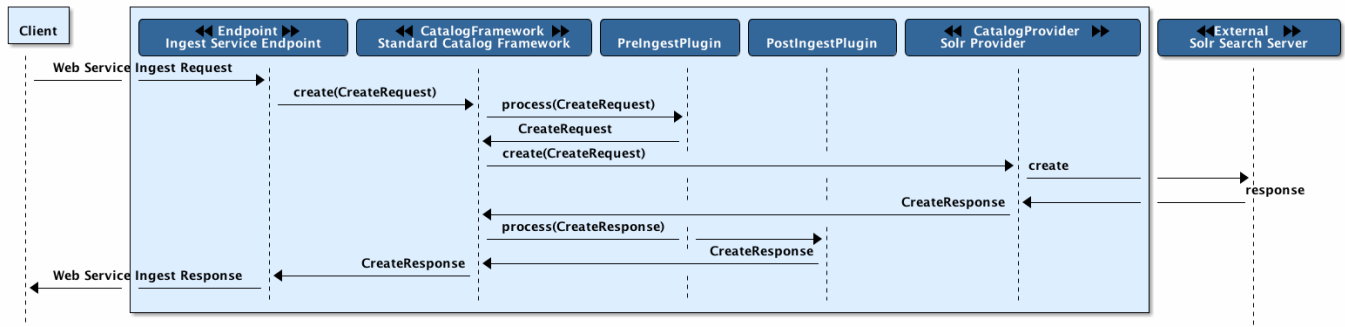 Client
Endpoint
Ingest Service Endpoint
CatalogFramework
Standard Catalog Framework
PreIngestPlugin
PostIngestPlugin
CatalogProvider
Solr Provider
External
Solr Search Server
Web Service Ingest Request
create(CreateRequest)
process(CreateRequest)
CreateRequest
create(CreateRequest)
create
response
CreateResponse
process(CreateResponse)
CreateResponse
CreateResponse
Web Service Ingest Response